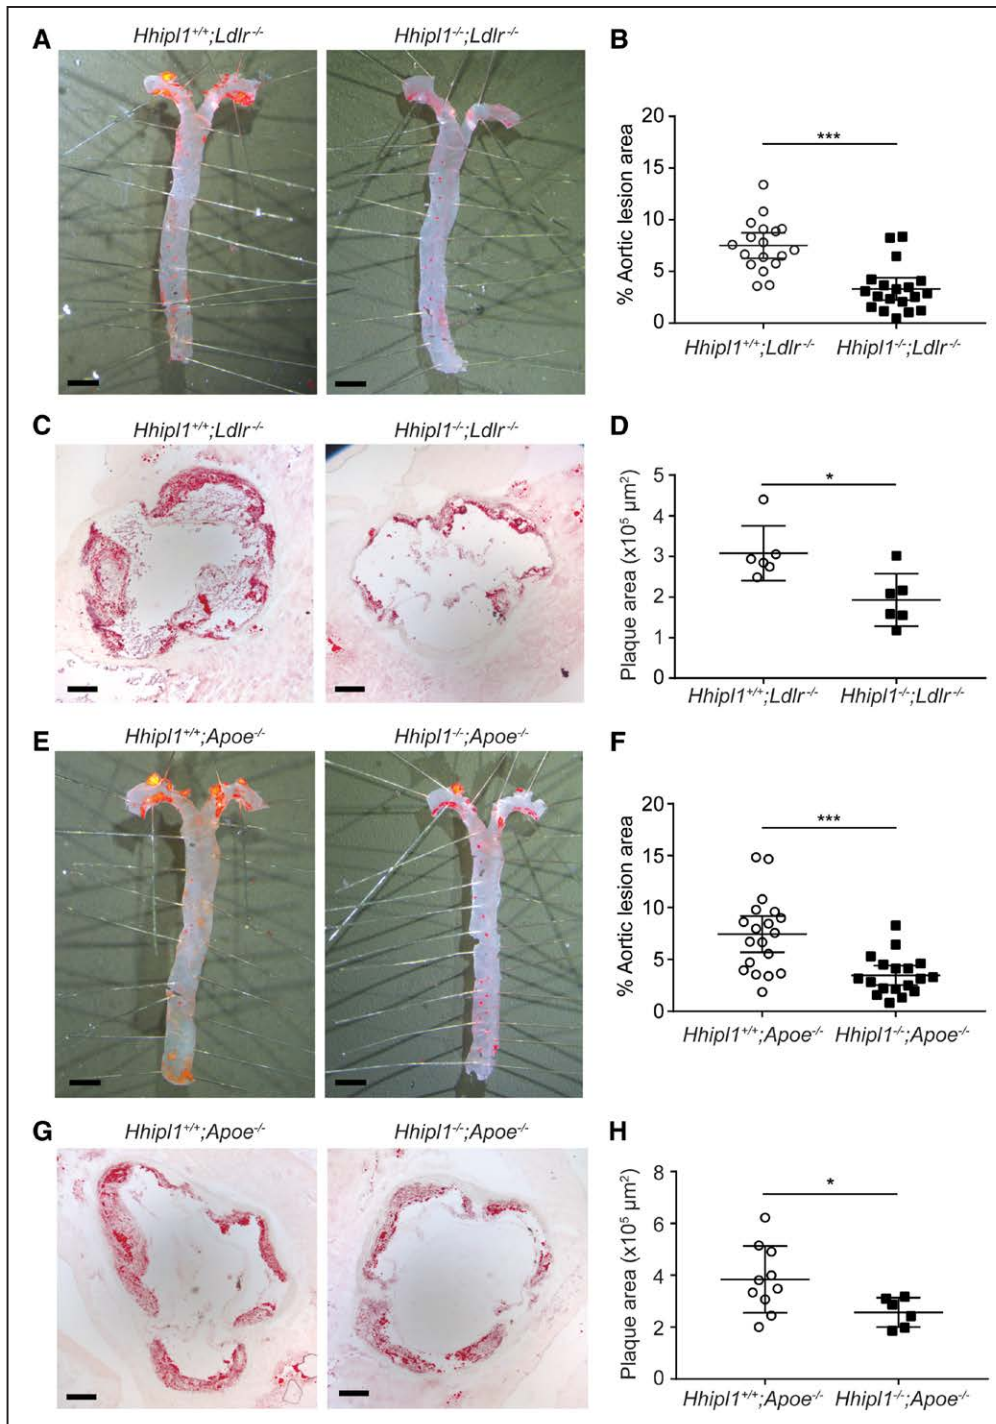 A
Hhipl1+/+;Ldlr-/-
Hhipl1-/-;Ldlr-/-
B
% Aortic lesion area
20
15
10
5
0
***
Hhipl1+/+;Ldlr-/-
Hhipl1-/-;Ldlr-/-
C
Hhipl1+/+;Ldlr-/-
Hhipl1-/-;Ldlr-/-
D
Plaque area (x10⁵ µm²)
5
4
3
2
1
0
*
Hhipl1+/+;Ldlr-/-
Hhipl1-/-;Ldlr-/-
E
Hhipl1+/+;Apoe-/-
Hhipl1-/-;Apoe-/-
F
% Aortic lesion area
20
15
10
5
0
***
Hhipl1+/+;Apoe-/-
Hhipl1-/-;Apoe-/-
G
Hhipl1+/+;Apoe-/-
Hhipl1-/-;Apoe-/-
H
Plaque area (x10⁵ µm²)
8
6
4
2
0
*
Hhipl1+/+;Apoe-/-
Hhipl1-/-;Apoe-/-